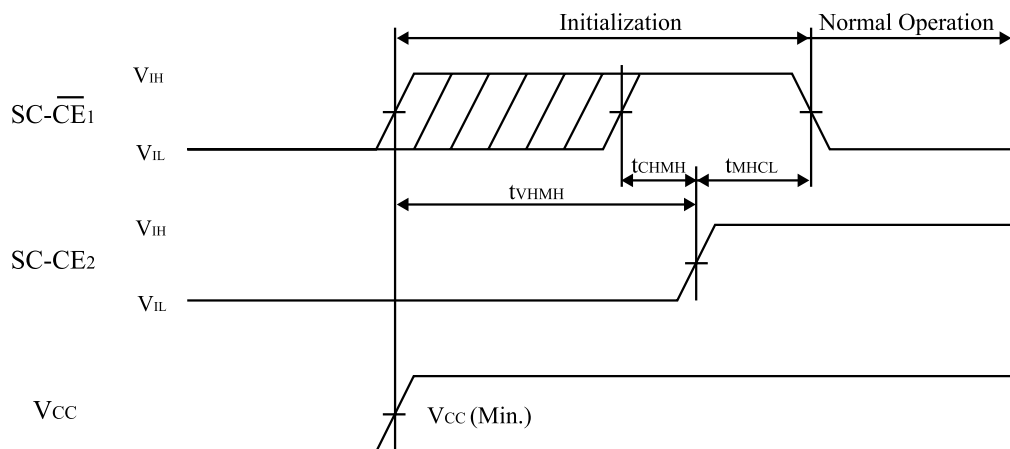 Initialization Normal Operation
VIH
SC-CE1
VIL
tCHMH tMHCL
tVHMH
VIH
SC-CE2
VIL
VCC
VCC (Min.)